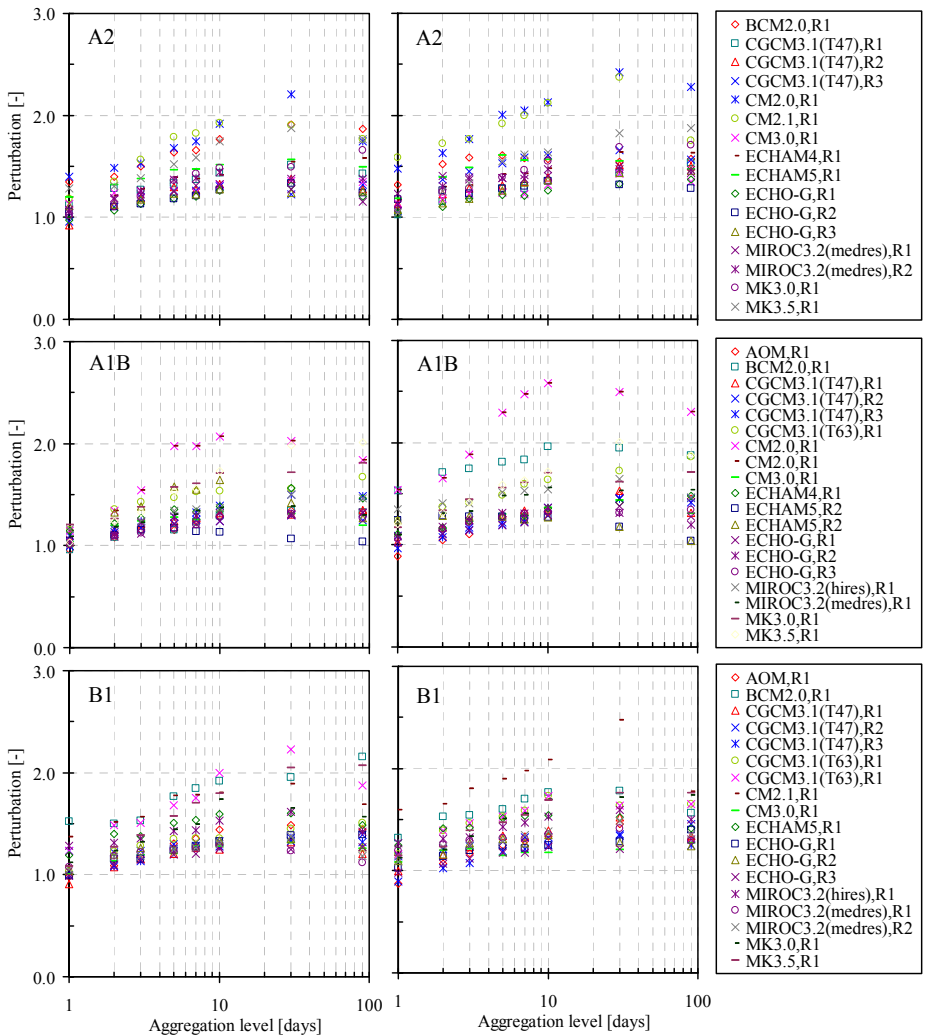 3.0
2.0
1.0
0.0
Perturbation [-]
A2
A2
BCM2.0,R1
CGCM3.1(T47),R1
CGCM3.1(T47),R2
CGCM3.1(T47),R3
CM2.0,R1
CM2.1,R1
CM3.0,R1
ECHAM4,R1
ECHAM5,R1
ECHO-G,R1
ECHO-G,R2
ECHO-G,R3
MIROC3.2(medres),R1
MIROC3.2(medres),R2
MK3.0,R1
MK3.5,R1
3.0
2.0
1.0
0.0
Perturbation [-]
A1B
A1B
AOM,R1
BCM2.0,R1
CGCM3.1(T47),R1
CGCM3.1(T47),R2
CGCM3.1(T47),R3
CGCM3.1(T63),R1
CM2.0,R1
CM2.0,R1
CM3.0,R1
ECHAM4,R1
ECHAM5,R2
ECHAM5,R2
ECHO-G,R1
ECHO-G,R2
ECHO-G,R3
MIROC3.2(hires),R1
MIROC3.2(medres),R1
MK3.0,R1
MK3.5,R1
3.0
2.0
1.0
0.0
Perturbation [-]
B1
B1
1
10
100
Aggregation level [days]
1
10
100
Aggregation level [days]
AOM,R1
BCM2.0,R1
CGCM3.1(T47),R1
CGCM3.1(T47),R2
CGCM3.1(T47),R3
CGCM3.1(T63),R1
CGCM3.1(T63),R1
CM2.1,R1
CM3.0,R1
ECHAM5,R1
ECHO-G,R1
ECHO-G,R2
ECHO-G,R3
MIROC3.2(hires),R1
MIROC3.2(medres),R1
MIROC3.2(medres),R2
MK3.0,R1
MK3.5,R1